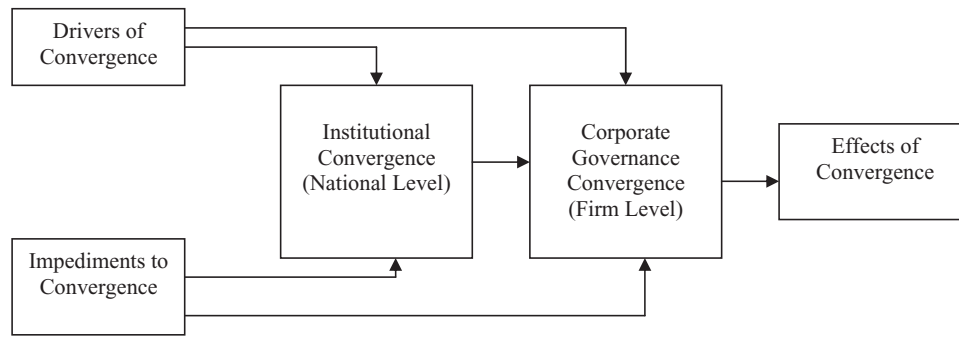 Drivers of
Convergence
Institutional
Convergence
(National Level)
Corporate
Governance
Convergence
(Firm Level)
Effects of
Convergence
Impediments to
Convergence